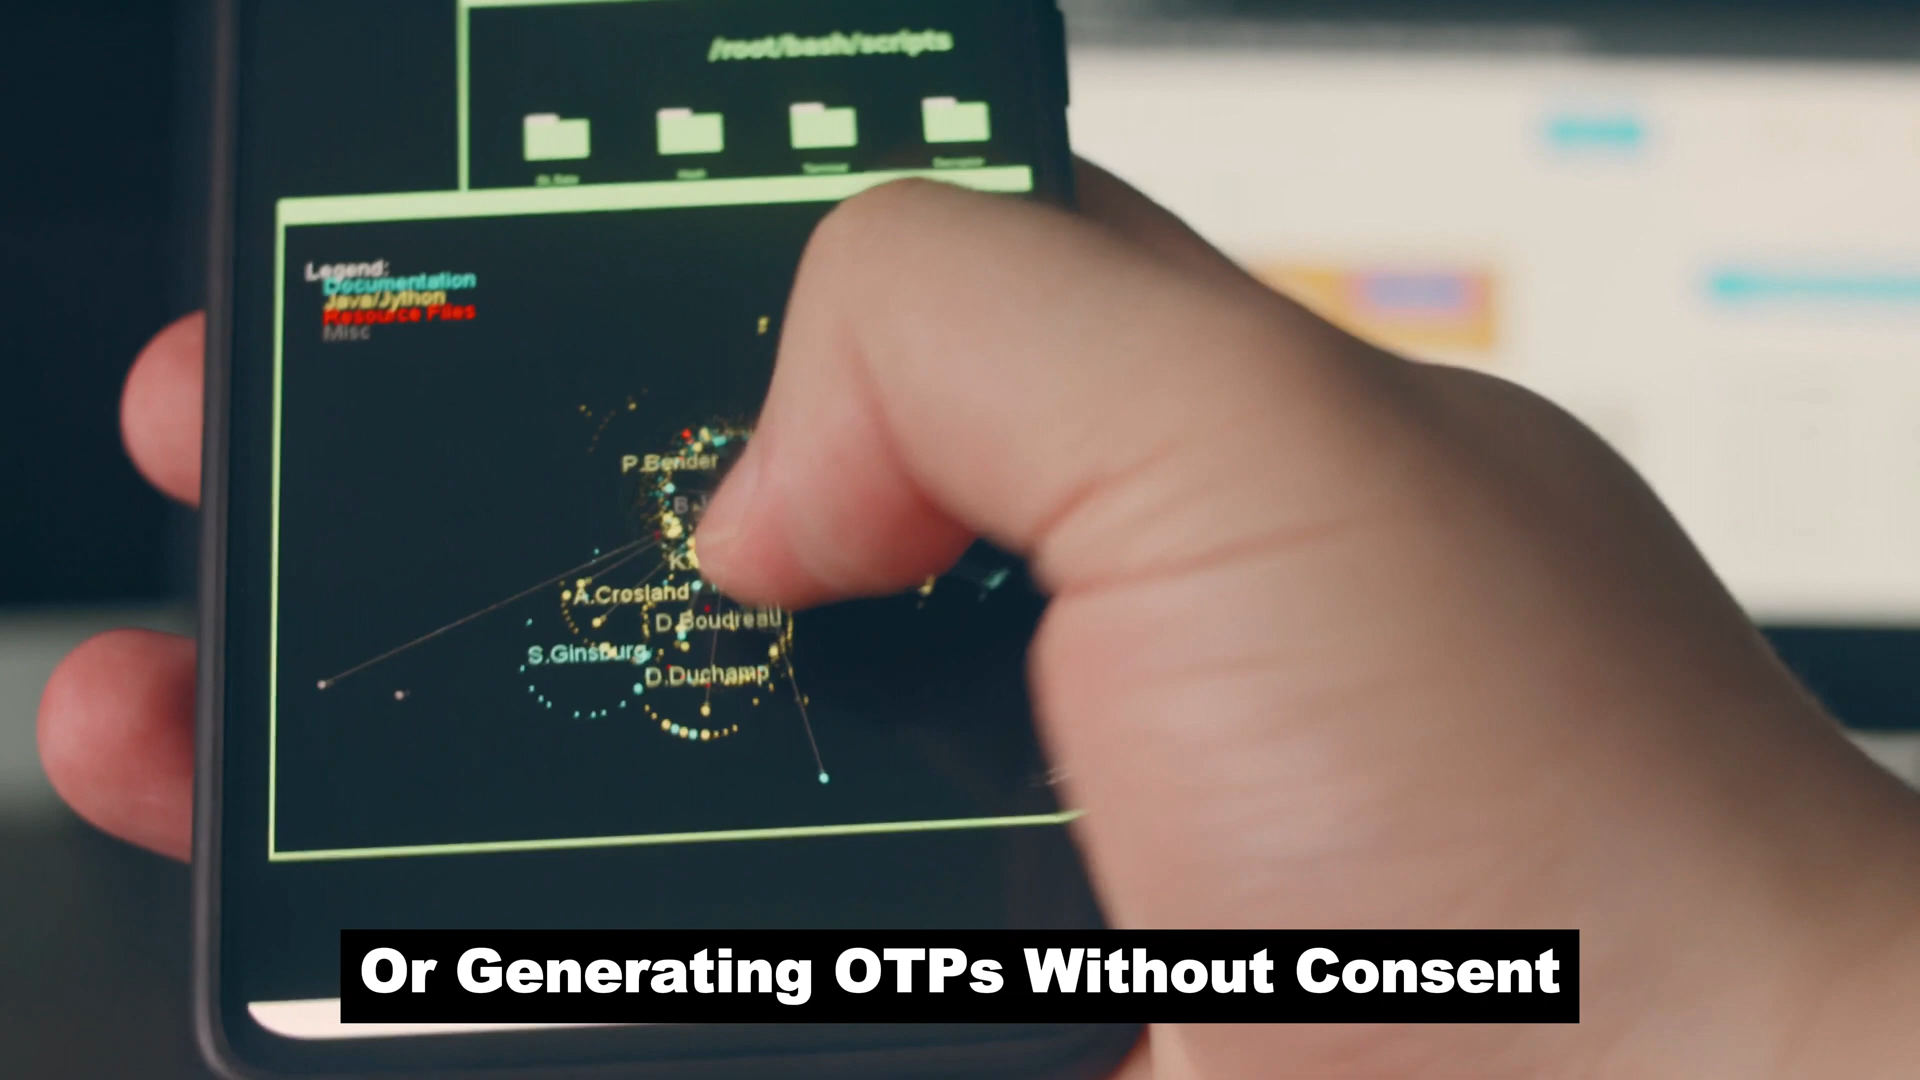 /root/bash/scripts
Terminal
Legend:
Documentation
Java/Jython
Resource Files
Misc
P.Bender
A.Crosland
D.Boudreau
S.Ginsburg
D.Duchamp
Or Generating OTPs Without Consent